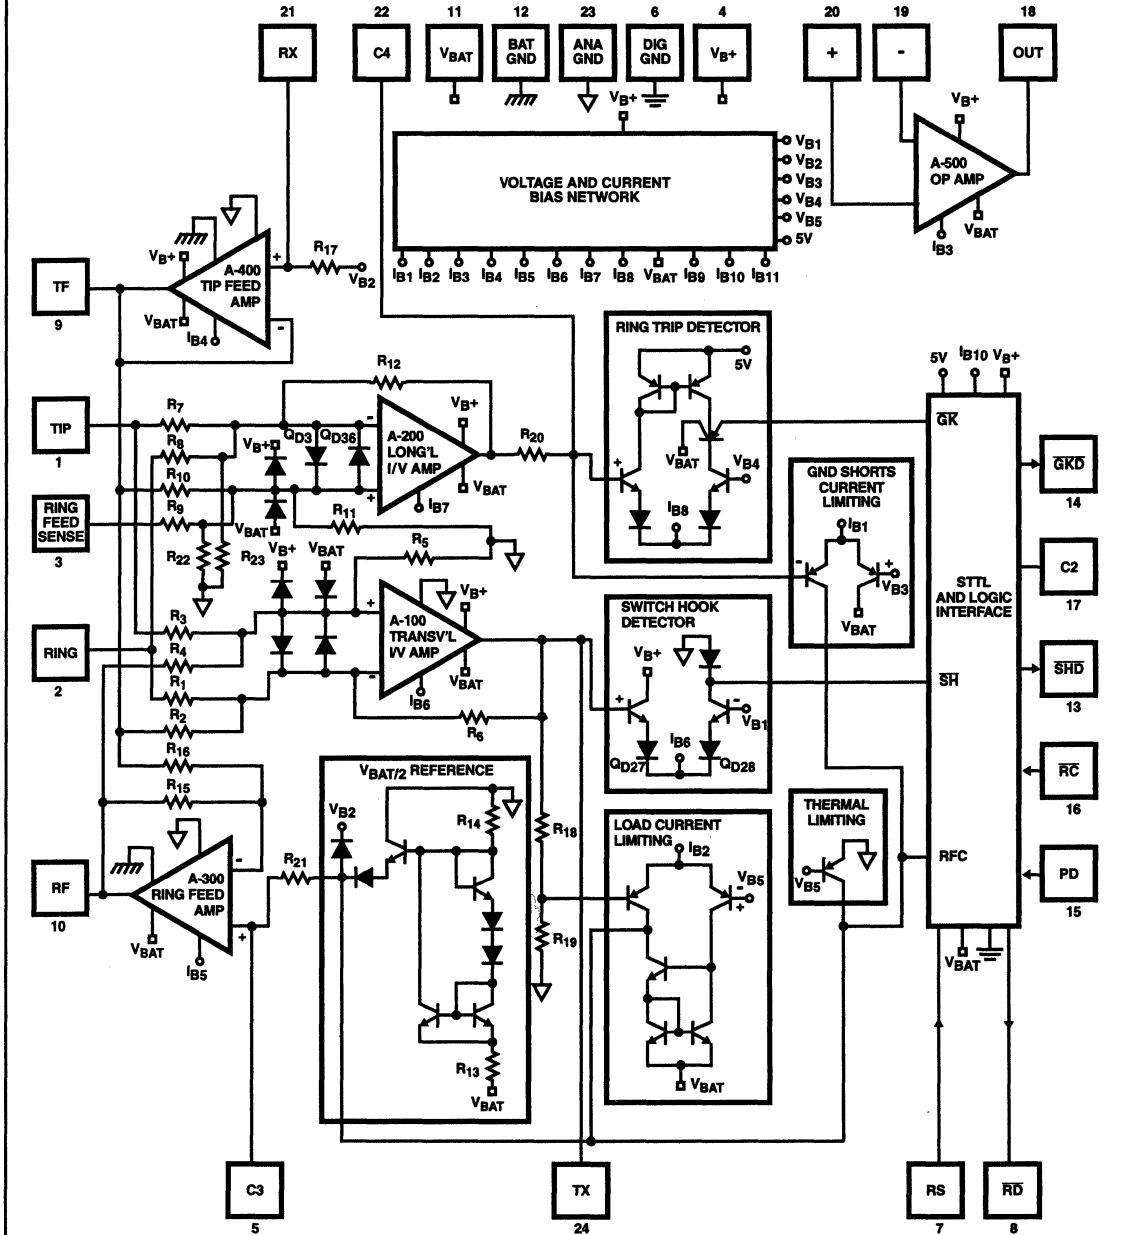 21 22 11 12 23 6 4 20 19 18
RX C4 VBAT BAT GND ANA GND DIG GND VB+ + - OUT
VB+
VOLTAGE AND CURRENT
BIAS NETWORK
VB1
VB2
VB3
VB4
VB5
5V
IB1 IB2 IB3 IB4 IB5 IB6 IB7 IB8 VBAT IB9 IB10 IB11
VB+
A-500
OP AMP
VBAT
IB3
TF
9
VB+
A-400
TIP FEED
AMP
+
-
VBAT
IB4
R17
VB2
R12
TIP
1
R7
R8
R10
R9
R22
R23
VB+
QD3
QD36
VBAT
-
A-200
LONG'L
I/V AMP
+
VB+
VBAT
IB7
R20
R11
R5
RING
FEED
SENSE
3
VB+
VBAT
+
A-100
TRANSV'L
I/V AMP
-
VB+
VBAT
IB6
R6
RING
2
R3
R4
R1
R2
R16
R15
RF
10
-
A-300
RING FEED
AMP
+
VBAT
IB5
R21
VBAT/2 REFERENCE
VB2
R14
R13
VBAT
R18
R19
RING TRIP DETECTOR
5V
VBAT
+
VB4
IB8
SWITCH HOOK
DETECTOR
VB+
+
-
VB1
IB6
QD27
QD28
LOAD CURRENT
LIMITING
IB2
VB5
-
+
VBAT
GND SHORTS
CURRENT
LIMITING
IB1
-
+
VB3
VBAT
THERMAL
LIMITING
VB5
5V IB10 VB+
G̅K̅
S̅H̅
STTL
AND LOGIC
INTERFACE
RFC
VBAT
G̅K̅D̅
14
C2
17
S̅H̅D̅
13
R̅C̅
16
PD
15
C3
5
TX
24
RS
7
R̅D̅
8